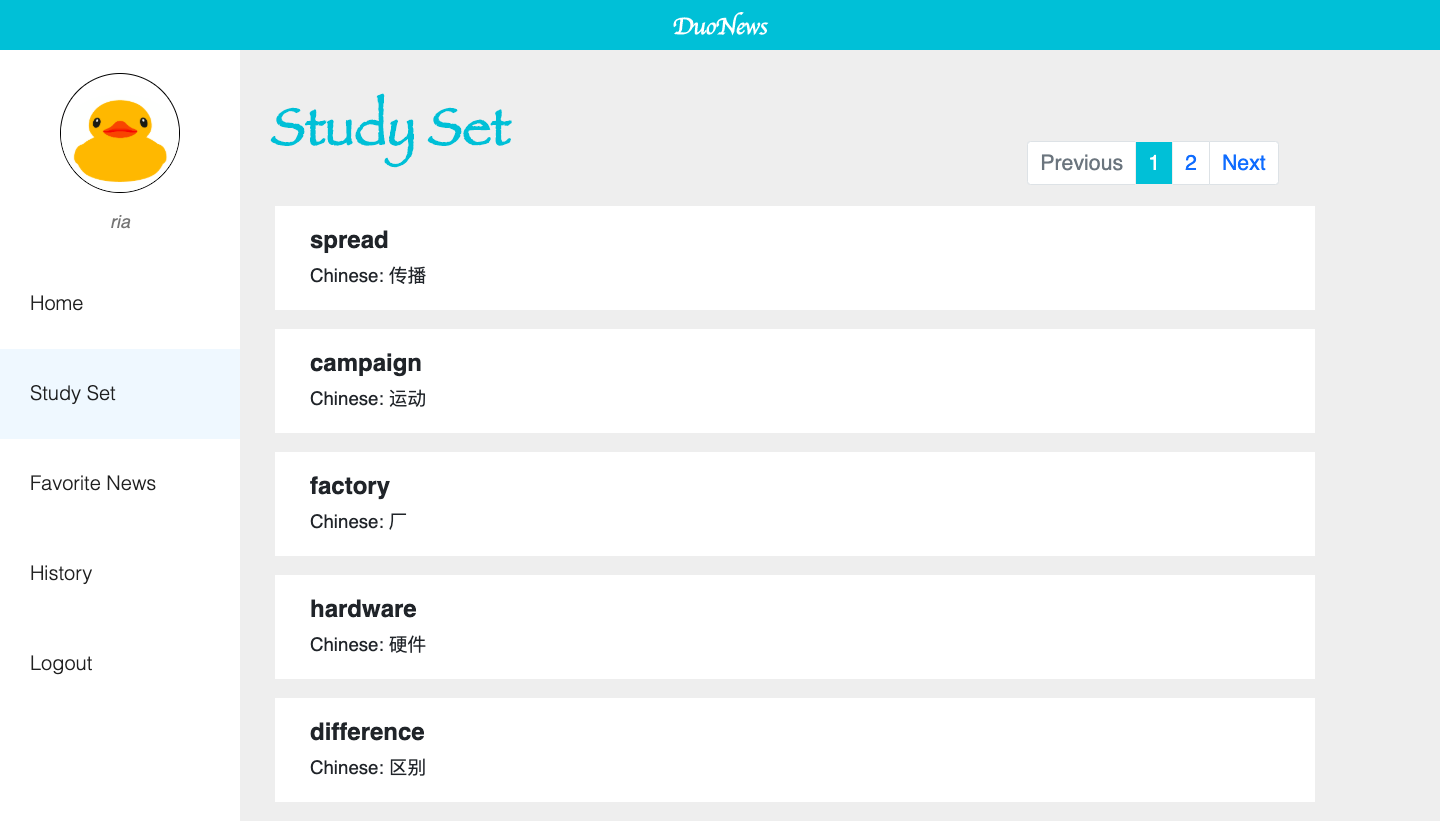 DuoNews
ria
Home
Study Set
Favorite News
History
Logout
Study Set
Previous 1 2 Next
spread
Chinese: 传播
campaign
Chinese: 运动
factory
Chinese: 厂
hardware
Chinese: 硬件
difference
Chinese: 区别